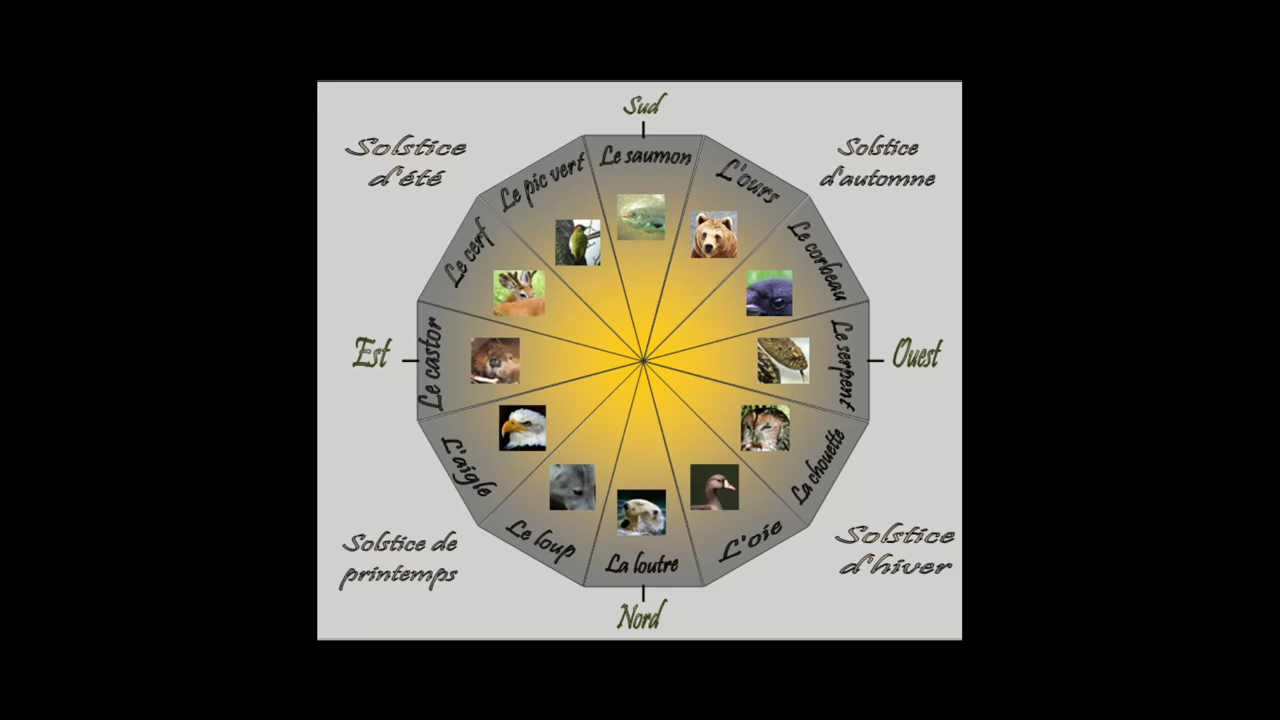 Sud
Solstice
d'été
Solstice
d'automne
Le saumon
L'ours
Le corbeau
Le serpent
La chouette
L'oie
La loutre
Le loup
L'aigle
Le castor
Le cerf
Le pic vert
Est
Ouest
Solstice de
printemps
Solstice
d'hiver
Nord